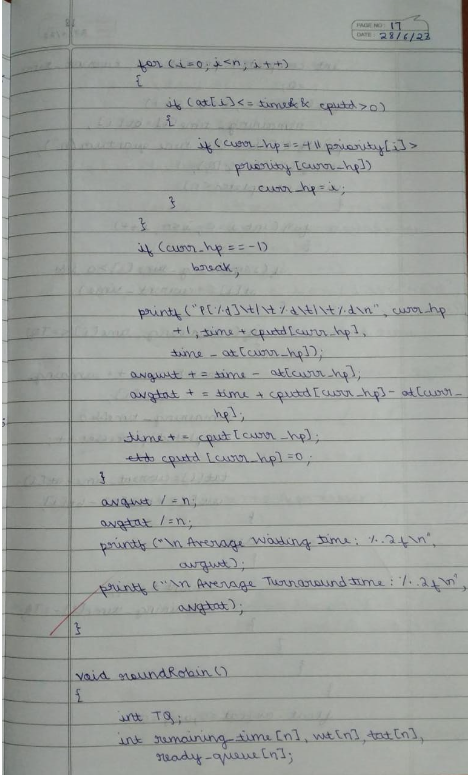 PAGE NO: 17
DATE: 28/6/23
for (i=0; i<n; i++)
{
if (at[i]<= time && cputd >0)
{
if (curr_hp == -1 || priority[i] >
priority [curr_hp])
curr_hp = i;
}
}
if (curr_hp == -1)
break;
printf ("P[%d]\t|\t%d\t|\t%d\n", curr_hp
+1, time + cputd[curr_hp],
time - at[curr_hp]);
avgwt += time - at[curr_hp];
avgtat += time + cputd[curr_hp] - at[curr_
hp];
time += cput [curr_hp];
cputd [curr_hp] = 0;
}
avgwt /=n;
avgtat /=n;
printf ("\n Average Waiting time: %.2f\n",
avgwt);
printf ("\n Average Turnaround time: %.2f\n",
avgtat);
}
void roundRobin()
{
int TQ;
int remaining_time[n], wt[n], tat[n],
ready-queue[n];